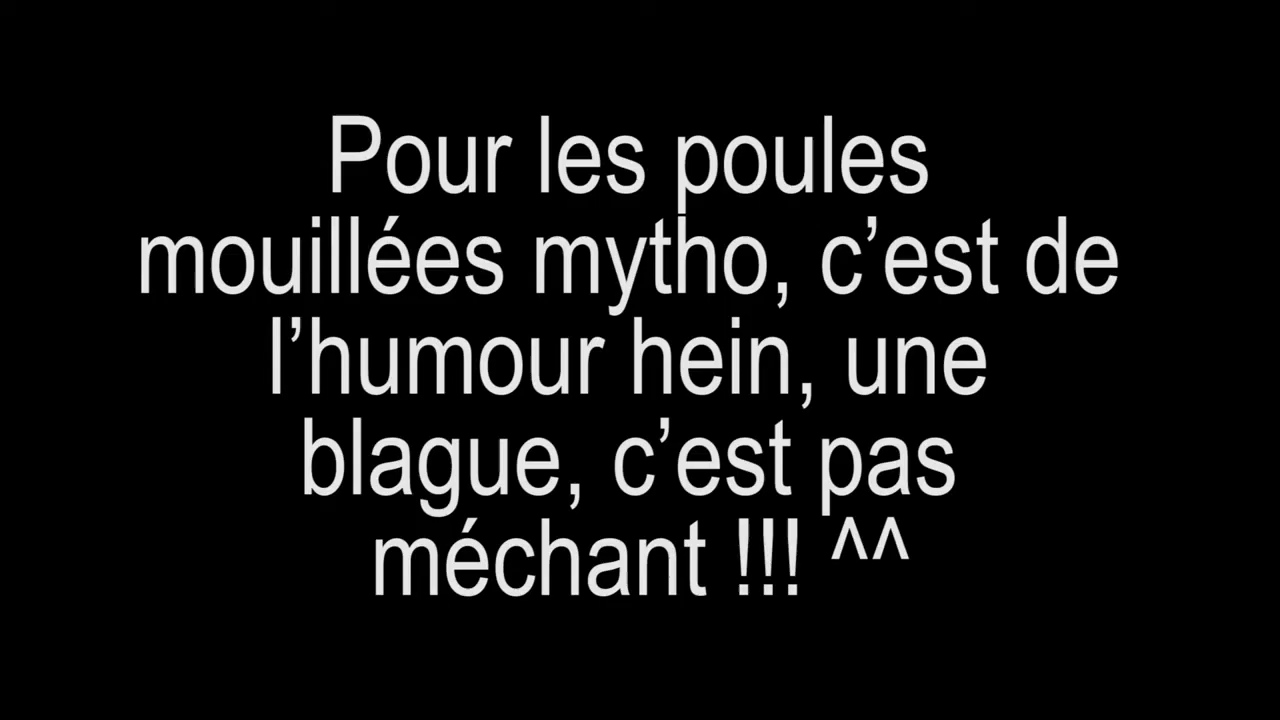 Pour les poules
mouillées mytho, c’est de
l’humour hein, une
blague, c’est pas
méchant !!! ^^